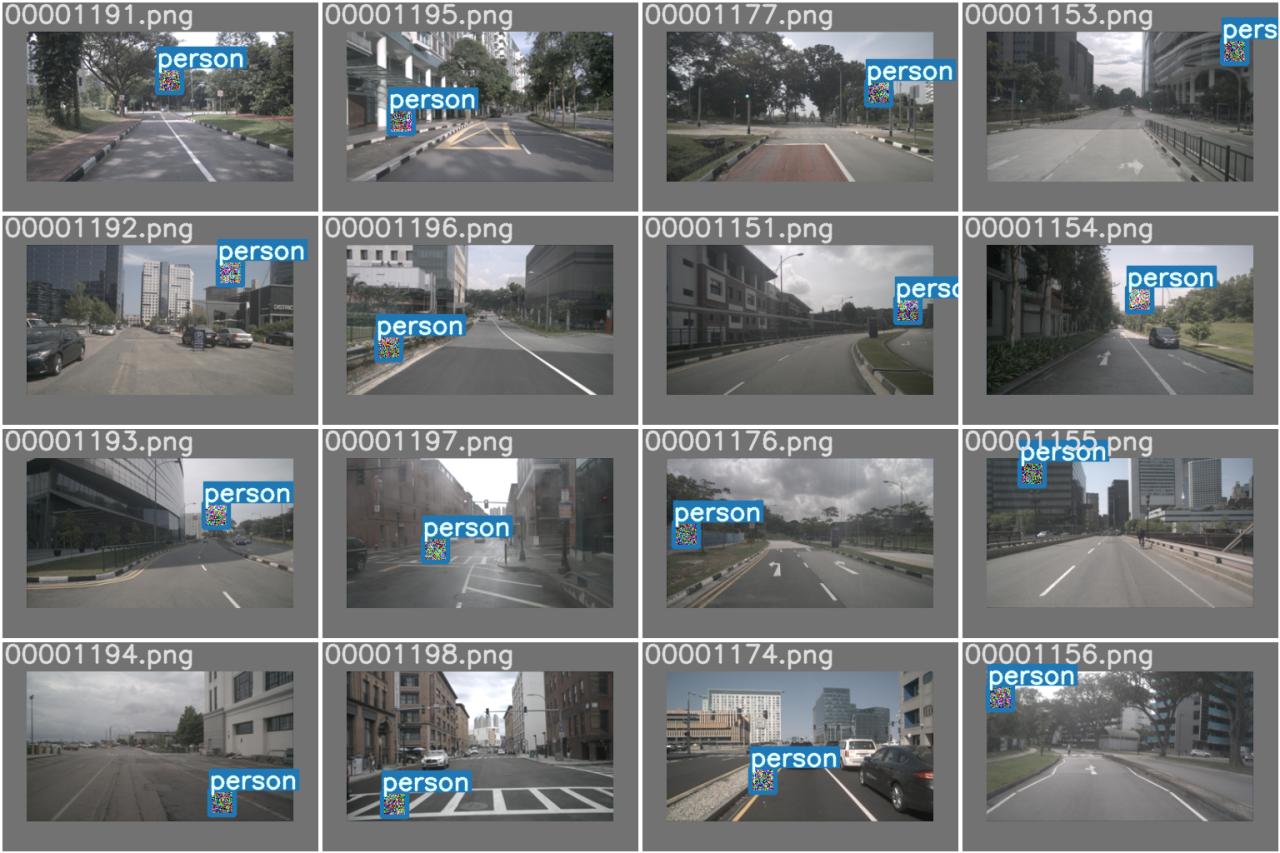 00001191.png
person
00001195.png
person
00001177.png
person
00001153.png
pers
00001192.png
person
00001196.png
person
00001151.png
perso
00001154.png
person
00001193.png
person
00001197.png
person
00001176.png
person
00001155.png
person
00001194.png
person
00001198.png
person
00001174.png
person
00001156.png
person